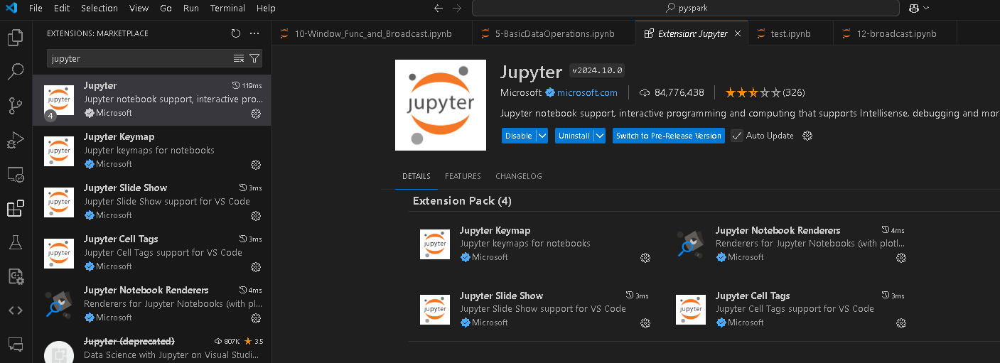 File Edit Selection View Go Run Terminal Help
pyspark
EXTENSIONS: MARKETPLACE
jupyter
Jupyter 119ms
Jupyter notebook support, interactive pro...
Microsoft
4
Jupyter Keymap
Jupyter keymaps for notebooks
Microsoft
Jupyter Slide Show 3ms
Jupyter Slide Show support for VS Code
Microsoft
Jupyter Cell Tags 3ms
Jupyter Cell Tags support for VS Code
Microsoft
Jupyter Notebook Renderers 4ms
Renderers for Jupyter Notebooks (with pl...
Microsoft
Jupyter (deprecated) 807K 3.5
Data Science with Jupyter on Visual Studi...
jupyter
jupyter
jupyter
jupyter
10-Window_Func_and_Broadcast.ipynb 5-BasicDataOperations.ipynb Extension: Jupyter test.ipynb 12-broadcast.ipynb
jupyter
Jupyter v2024.10.0
Microsoft microsoft.com 84,776,438 (326)
Jupyter notebook support, interactive programming and computing that supports Intellisense, debugging and mor
Disable Uninstall Switch to Pre-Release Version Auto Update
DETAILS FEATURES CHANGELOG
Extension Pack (4)
jupyter
Jupyter Keymap
Jupyter keymaps for notebooks
Microsoft
Jupyter Notebook Renderers 4ms
Renderers for Jupyter Notebooks (with plotl...
Microsoft
jupyter
Jupyter Slide Show 3ms
Jupyter Slide Show support for VS Code
Microsoft
jupyter
Jupyter Cell Tags 3ms
Jupyter Cell Tags support for VS Code
Microsoft